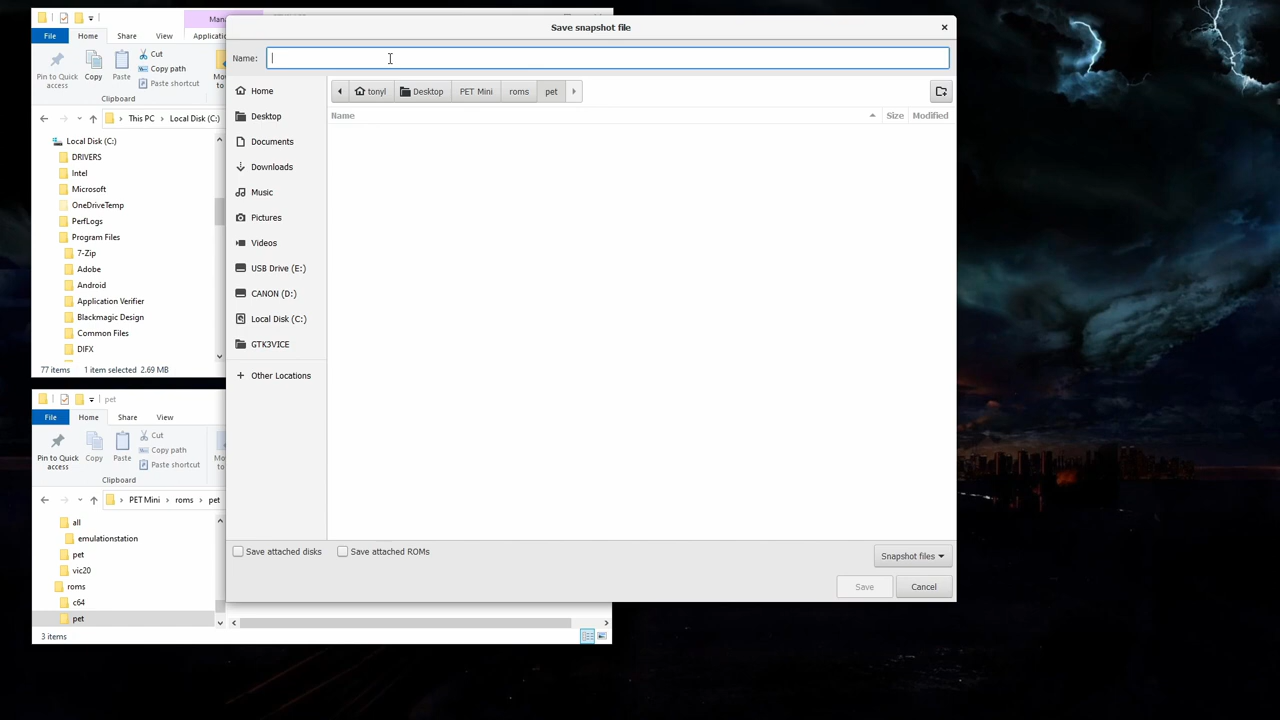 Mana
File
Home
Share
View
Applicatio
Pin to Quick access
Copy
Paste
Cut
Copy path
Paste shortcut
Clipboard
This PC
Local Disk (C:)
Local Disk (C:)
DRIVERS
Intel
Microsoft
OneDriveTemp
PerfLogs
Program Files
7-Zip
Adobe
Android
Application Verifier
Blackmagic Design
Common Files
DIFX
77 items 1 item selected 2.69 MB
pet
File
Home
Share
View
Pin to Quick access
Copy
Paste
Cut
Copy path
Paste shortcut
Clipboard
PET Mini
roms
pet
all
emulationstation
pet
vic20
roms
c64
pet
3 items
Save snapshot file
Name:
Home
Desktop
Documents
Downloads
Music
Pictures
Videos
USB Drive (E:)
CANON (D:)
Local Disk (C:)
GTK3VICE
Other Locations
tonyl
Desktop
PET Mini
roms
pet
Name
Size
Modified
Save attached disks
Save attached ROMs
Snapshot files
Save
Cancel